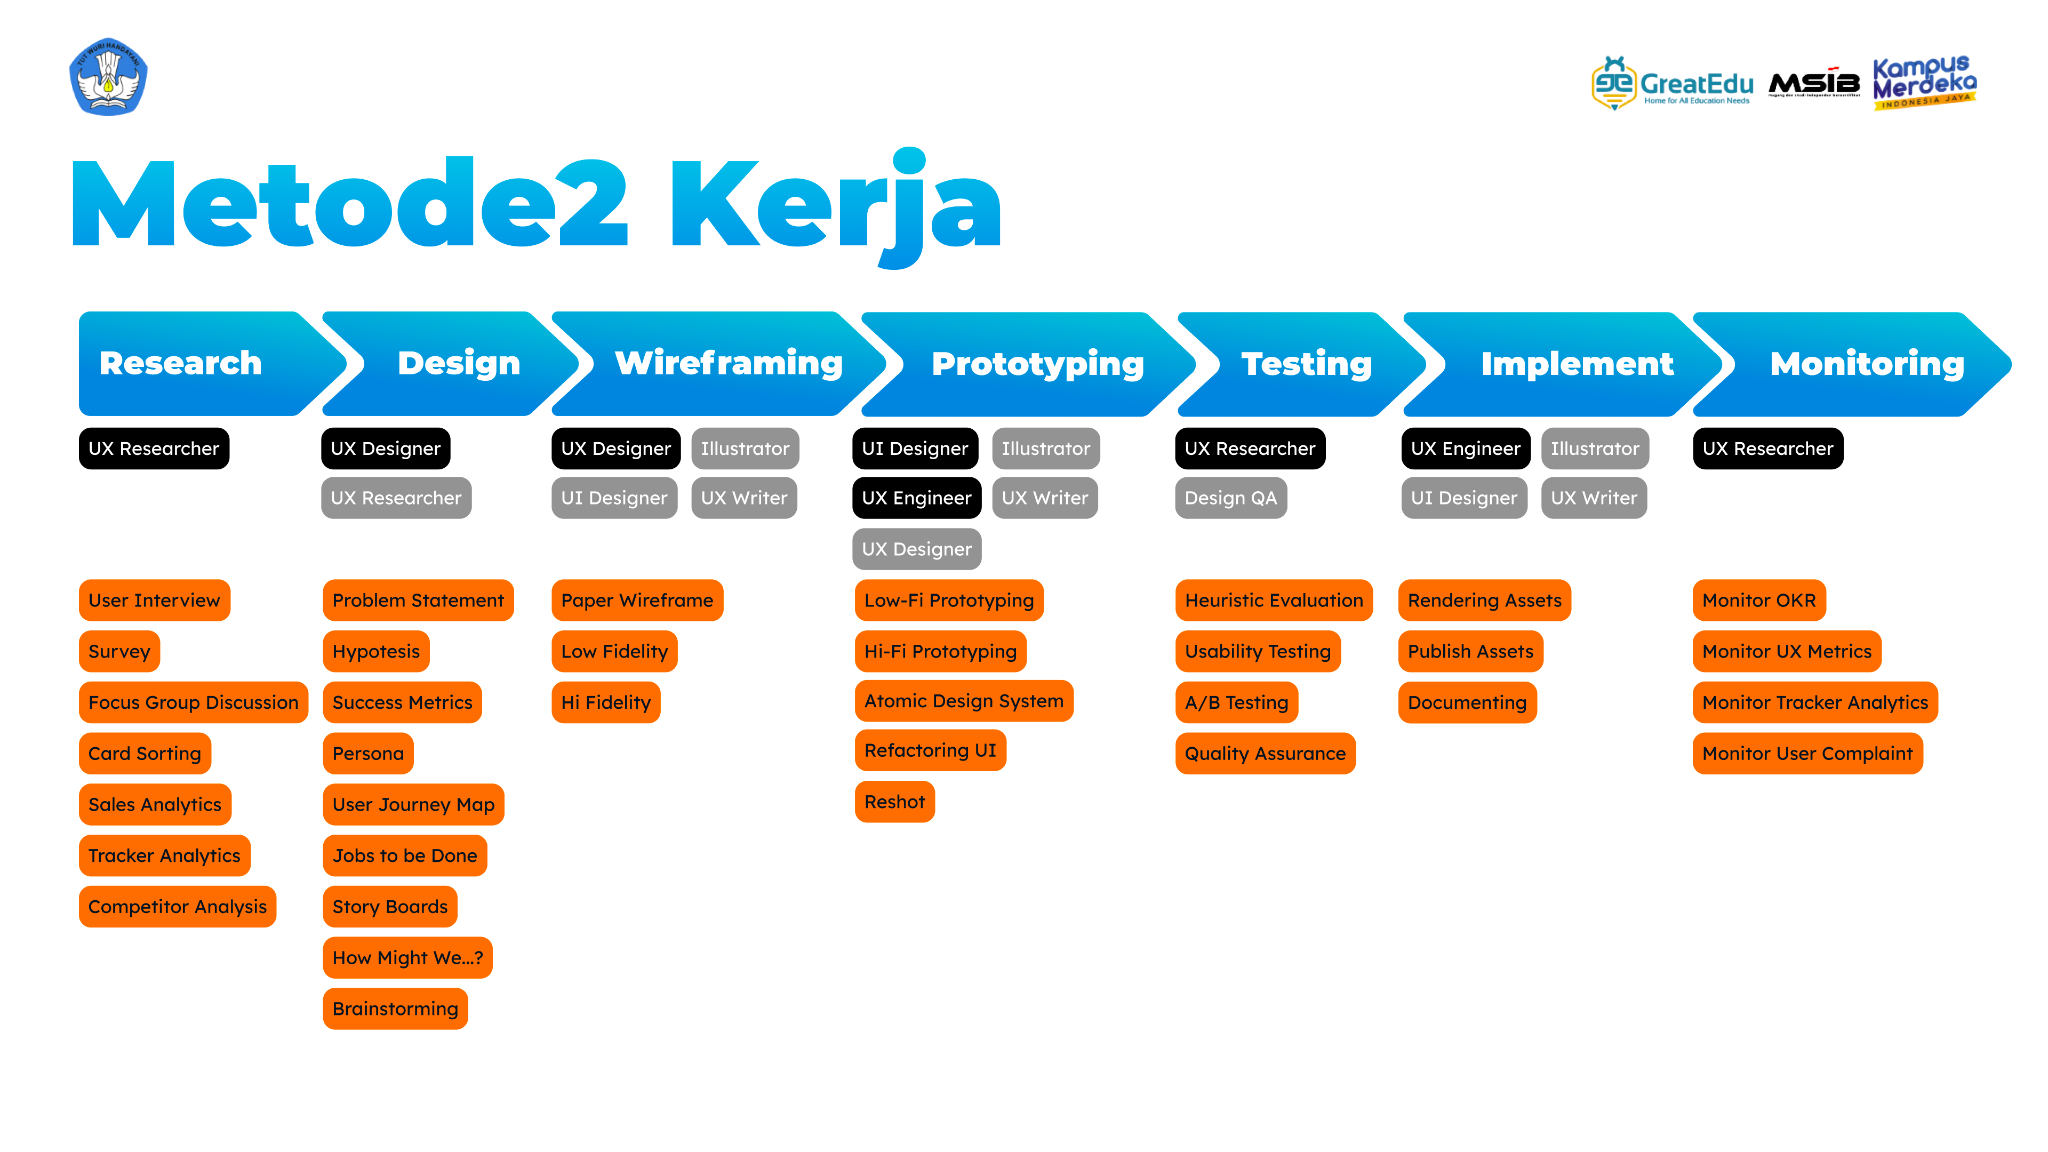 TUT WURI HANDAYANI
GreatEdu
Home for All Education Needs
MSIB
Kampus
Merdeka
INDONESIA JAYA
Metode2 Kerja
Research
Design
Wireframing
Prototyping
Testing
Implement
Monitoring
UX Researcher
UX Designer
UX Researcher
UX Designer
Illustrator
UI Designer
UX Writer
UI Designer
Illustrator
UX Engineer
UX Writer
UX Designer
UX Researcher
Design QA
UX Engineer
Illustrator
UI Designer
UX Writer
UX Researcher
User Interview
Survey
Focus Group Discussion
Card Sorting
Sales Analytics
Tracker Analytics
Competitor Analysis
Problem Statement
Hypotesis
Success Metrics
Persona
User Journey Map
Jobs to be Done
Story Boards
How Might We...?
Brainstorming
Paper Wireframe
Low Fidelity
Hi Fidelity
Low-Fi Prototyping
Hi-Fi Prototyping
Atomic Design System
Refactoring UI
Reshot
Heuristic Evaluation
Usability Testing
A/B Testing
Quality Assurance
Rendering Assets
Publish Assets
Documenting
Monitor OKR
Monitor UX Metrics
Monitor Tracker Analytics
Monitor User Complaint